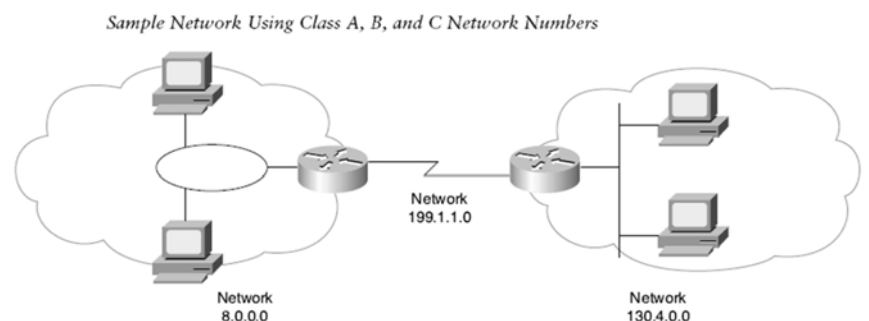 Sample Network Using Class A, B, and C Network Numbers
Network
199.1.1.0
Network
8.0.0.0
Network
130.4.0.0